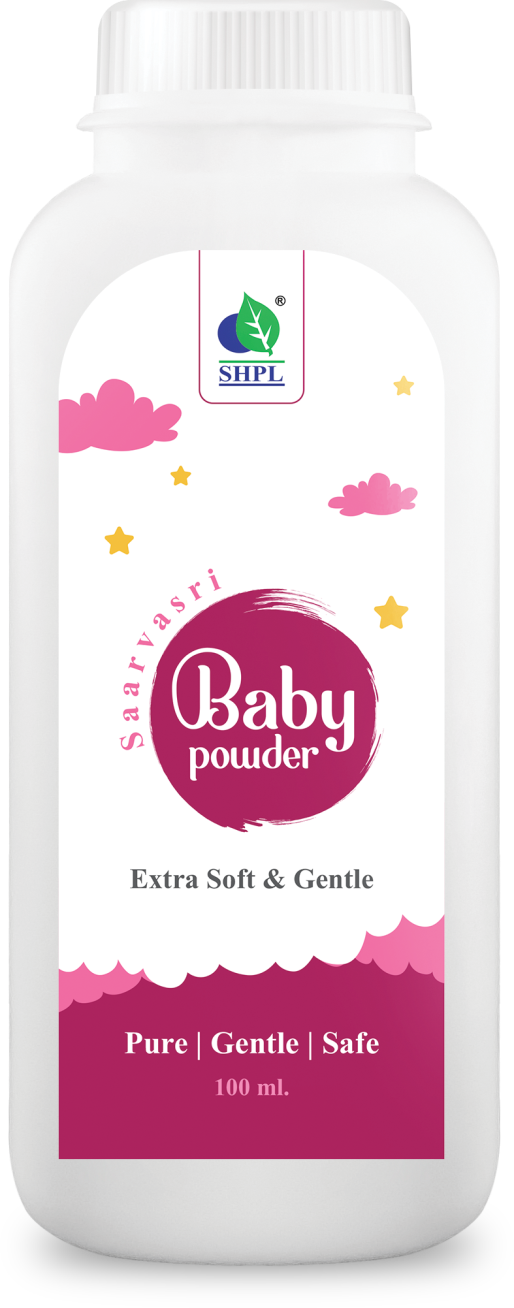 ®
SHPL
Saarvasri
Baby
powder
Extra Soft & Gentle
Pure | Gentle | Safe
100 ml.